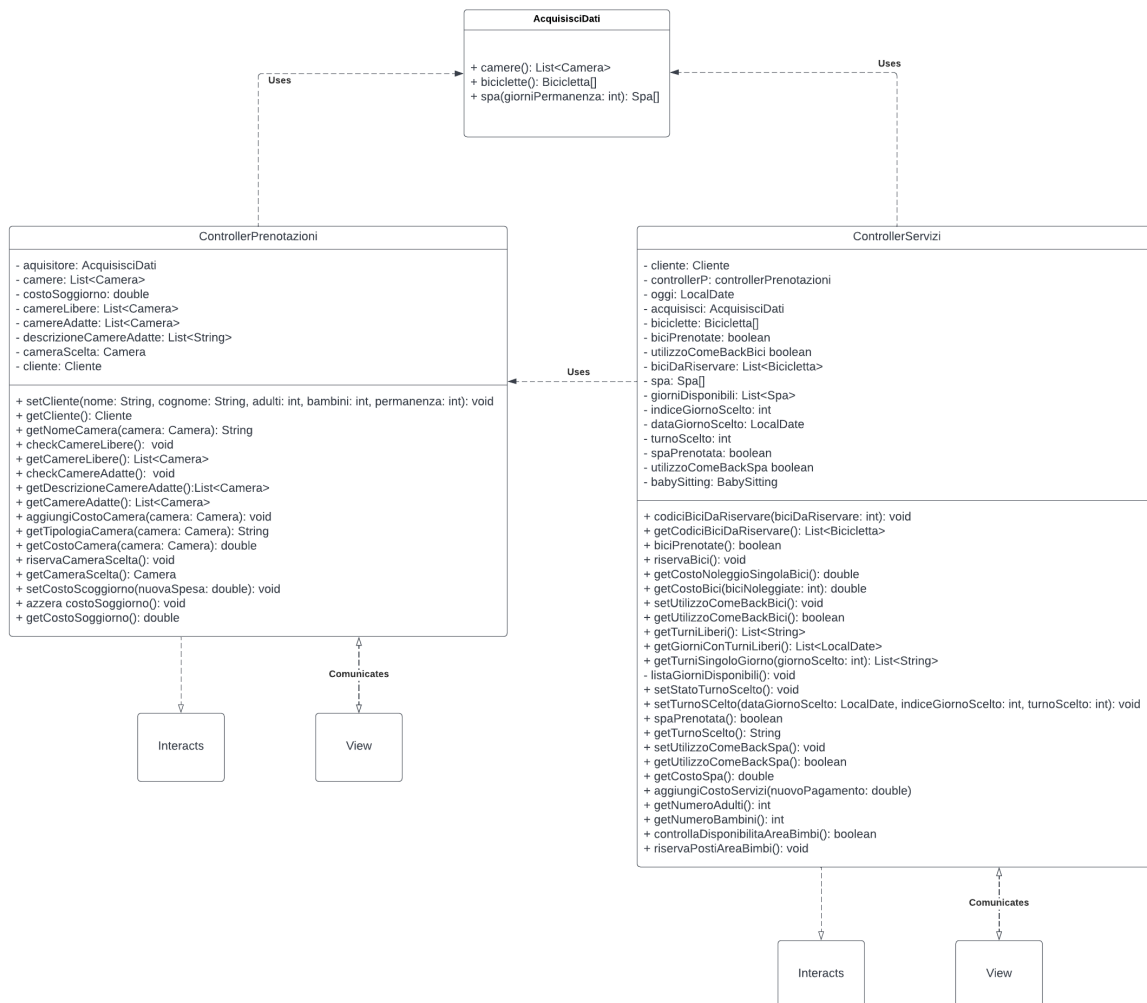 AcquisisciDati
+ camere(): List<Camera>
+ biciclette(): Bicicletta[]
+ spa(giorniPermanenza: int): Spa[]
Uses
Uses
ControllerPrenotazioni
- aquisitore: AcquisisciDati
- camere: List<Camera>
- costoSoggiorno: double
- camereLibere: List<Camera>
- camereAdatte: List<Camera>
- descrizioneCamereAdatte: List<String>
- cameraScelta: Camera
- cliente: Cliente
+ setCliente(nome: String, cognome: String, adulti: int, bambini: int, permanenza: int): void
+ getCliente(): Cliente
+ getNomeCamera(camera: Camera): String
+ checkCamereLibere():  void
+ getCamereLibere(): List<Camera>
+ checkCamereAdatte():  void
+ getDescrizioneCamereAdatte():List<Camera>
+ getCamereAdatte(): List<Camera>
+ aggiungiCostoCamera(camera: Camera): void
+ getTipologiaCamera(camera: Camera): String
+ getCostoCamera(camera: Camera): double
+ riservaCameraScelta(): void
+ getCameraScelta(): Camera
+ setCostoScoggiorno(nuovaSpesa: double): void
+ azzera costoSoggiorno(): void
+ getCostoSoggiorno(): double
Uses
ControllerServizi
- cliente: Cliente
- controllerP: controllerPrenotazioni
- oggi: LocalDate
- acquisisci: AcquisisciDati
- biciclette: Bicicletta[]
- biciPrenotate: boolean
- utilizzoComeBackBici boolean
- biciDaRiservare: List<Bicicletta>
- spa: Spa[]
- giorniDisponibili: List<Spa>
- indiceGiornoScelto: int
- dataGiornoScelto: LocalDate
- turnoScelto: int
- spaPrenotata: boolean
- utilizzoComeBackSpa boolean
- babySitting: BabySitting
+ codiciBiciDaRiservare(biciDaRiservare: int): void
+ getCodiciBiciDaRiservare(): List<Bicicletta>
+ biciPrenotate(): boolean
+ riservaBici(): void
+ getCostoNoleggioSingolaBici(): double
+ getCostoBici(biciNoleggiate: int): double
+ setUtilizzoComeBackBici(): void
+ getUtilizzoComeBackBici(): boolean
+ getTurniLiberi(): List<String>
+ getGiorniConTurniLiberi(): List<LocalDate>
+ getTurniSingoloGiorno(giornoScelto: int): List<String>
- listaGiorniDisponibili(): void
+ setStatoTurnoScelto(): void
+ setTurnoSCelto(dataGiornoScelto: LocalDate, indiceGiornoScelto: int, turnoScelto: int): void
+ spaPrenotata(): boolean
+ getTurnoScelto(): String
+ setUtilizzoComeBackSpa(): void
+ getUtilizzoComeBackSpa(): boolean
+ getCostoSpa(): double
+ aggiungiCostoServizi(nuovoPagamento: double)
+ getNumeroAdulti(): int
+ getNumeroBambini(): int
+ controllaDisponibilitaAreaBimbi(): boolean
+ riservaPostiAreaBimbi(): void
Comunicates
Interacts
View
Comunicates
Interacts
View